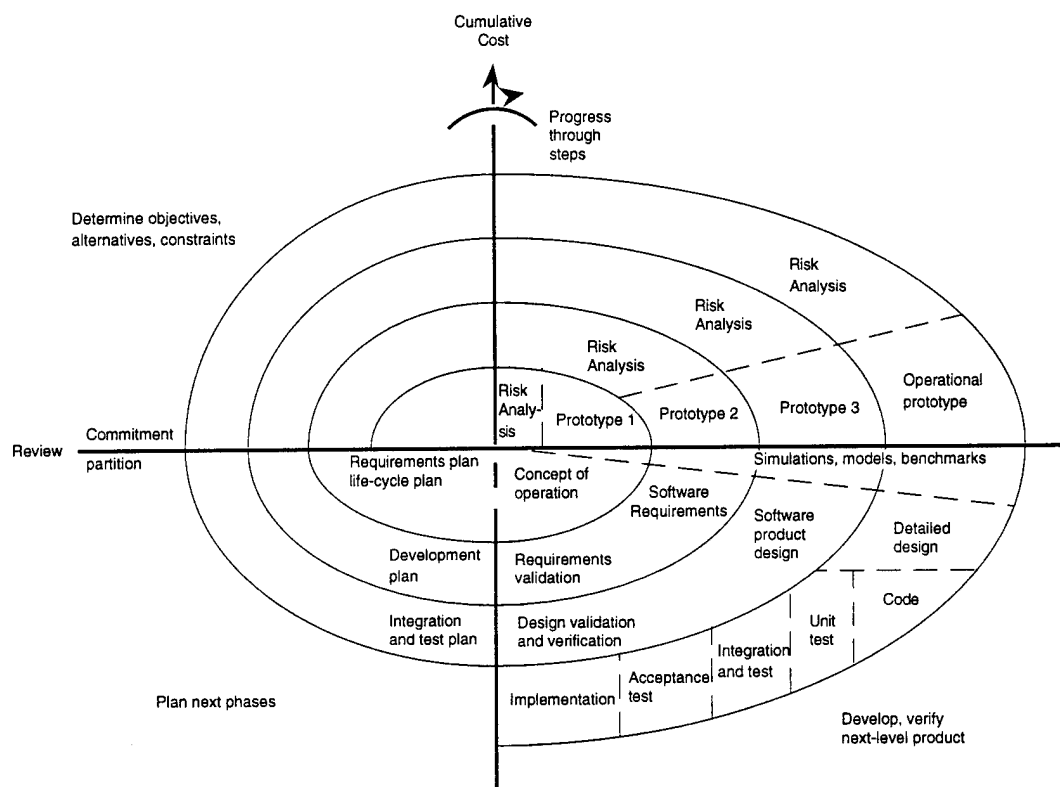 Cumulative
Cost
Progress
through
steps
Determine objectives,
alternatives, constraints
Risk
Analysis
Risk
Analysis
Risk
Analysis
Risk
Analy-
sis
Prototype 1
Prototype 2
Prototype 3
Operational
prototype
Review
Commitment
partition
Requirements plan
life-cycle plan
Concept of
operation
Simulations, models, benchmarks
Software
Requirements
Software
product
design
Detailed
design
Development
plan
Requirements
validation
Code
Unit
test
Integration
and test plan
Design validation
and verification
Integration
and test
Acceptance
test
Implementation
Plan next phases
Develop, verify
next-level product